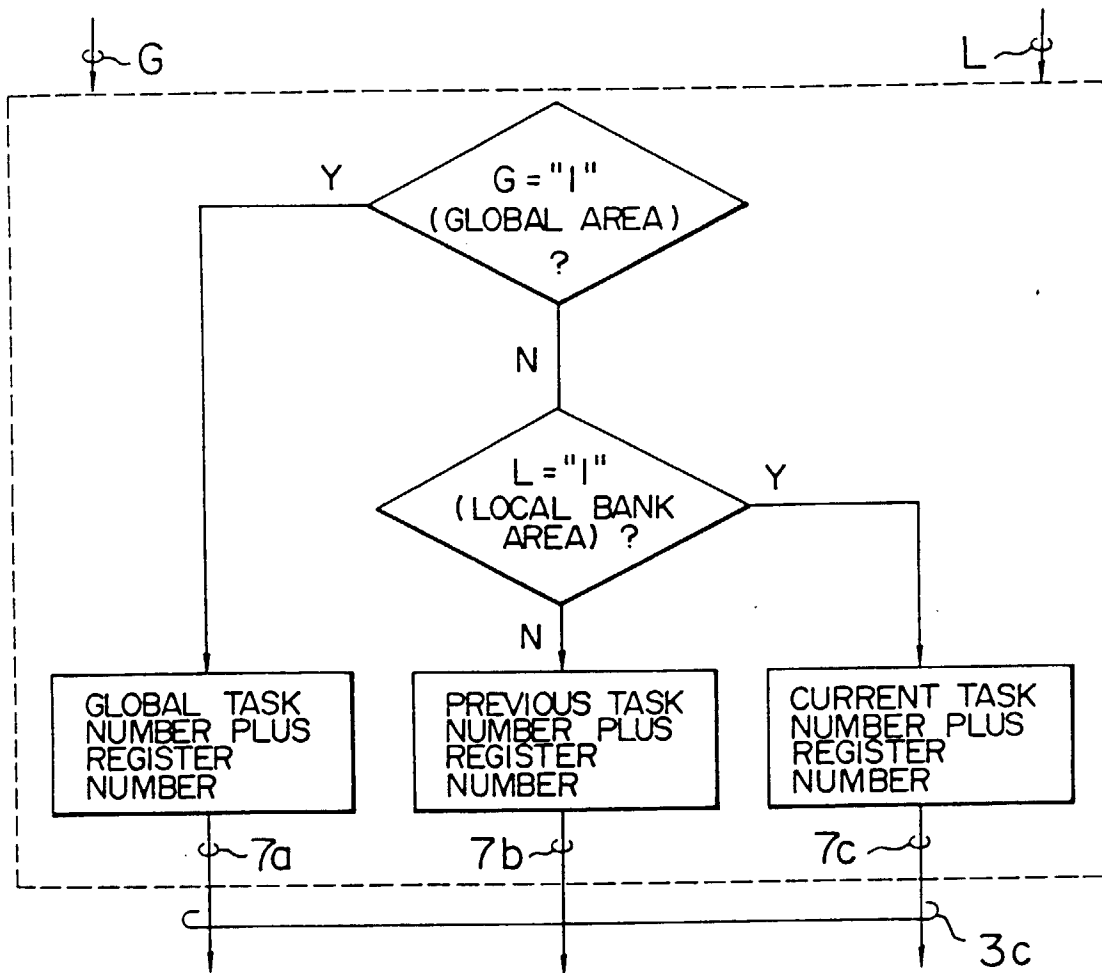 G
L
Y
G = "1"
(GLOBAL AREA)
?
N
L = "1"
(LOCAL BANK
AREA) ?
Y
N
GLOBAL TASK
NUMBER PLUS
REGISTER
NUMBER
PREVIOUS TASK
NUMBER PLUS
REGISTER
NUMBER
CURRENT TASK
NUMBER PLUS
REGISTER
NUMBER
7a
7b
7c
3c